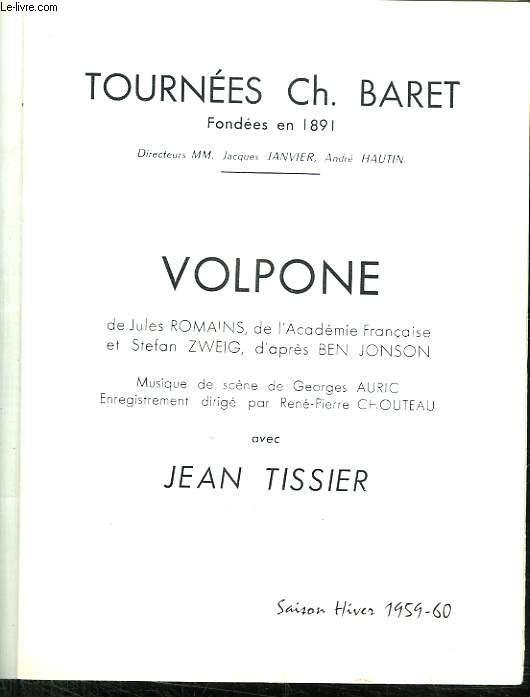 Le-livre.com
TOURNÉES Ch. BARET
Fondées en 1891
Directeurs MM. Jacques JANVIER, André HAUTIN
VOLPONE
de Jules ROMAINS, de l'Académie Française
et Stefan ZWEIG, d'après BEN JONSON
Musique de scène de Georges AURIC
Enregistrement dirigé par René-Pierre CHOUTEAU
avec
JEAN TISSIER
Saison Hiver 1959-60